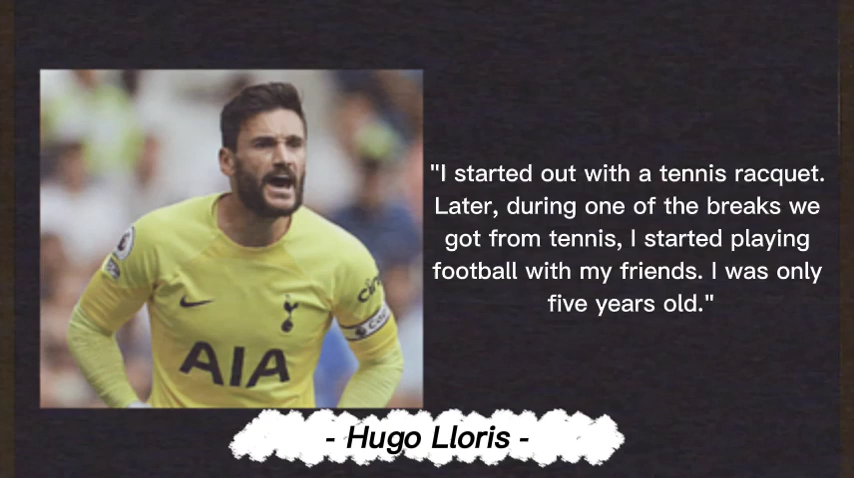 "I started out with a tennis racquet.
Later, during one of the breaks we
got from tennis, I started playing
football with my friends. I was only
five years old."
AIA
- Hugo Lloris -